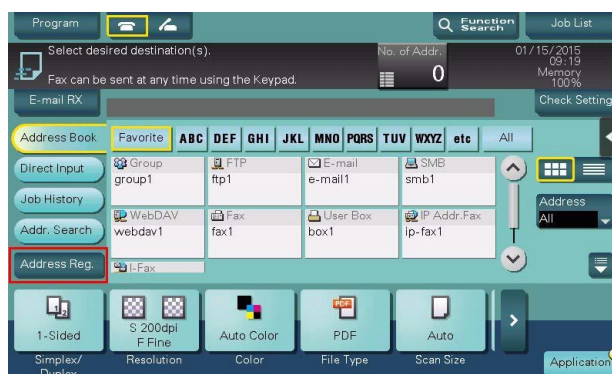 Program
Function Search
Job List
Select desired destination(s).
Fax can be sent at any time using the Keypad.
No. of Addr.
0
01/15/2015
09:19
Memory
100%
E-mail RX
Check Setting
Address Book
Favorite ABC DEF GHI JKL MNO PQRS TUV WXYZ etc All
Direct Input
Group
group1
FTP
ftp1
E-mail
e-mail1
SMB
smb1
Job History
Addr. Search
WebDAV
webdav1
Fax
fax1
User Box
box1
IP Addr.Fax
ip-fax1
Address
All
Address Reg.
I-Fax
1-Sided
S 200dpi
F Fine
Auto Color
PDF
PDF
Auto
Simplex/
Duplex
Resolution
Color
File Type
Scan Size
Application